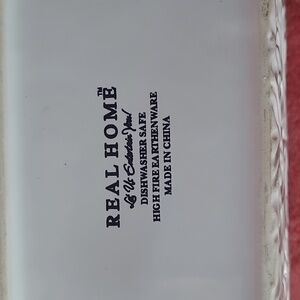 REAL HOME™
Let Us Entertain You!
DISHWASHER SAFE
HIGH FIRE EARTHENWARE
MADE IN CHINA